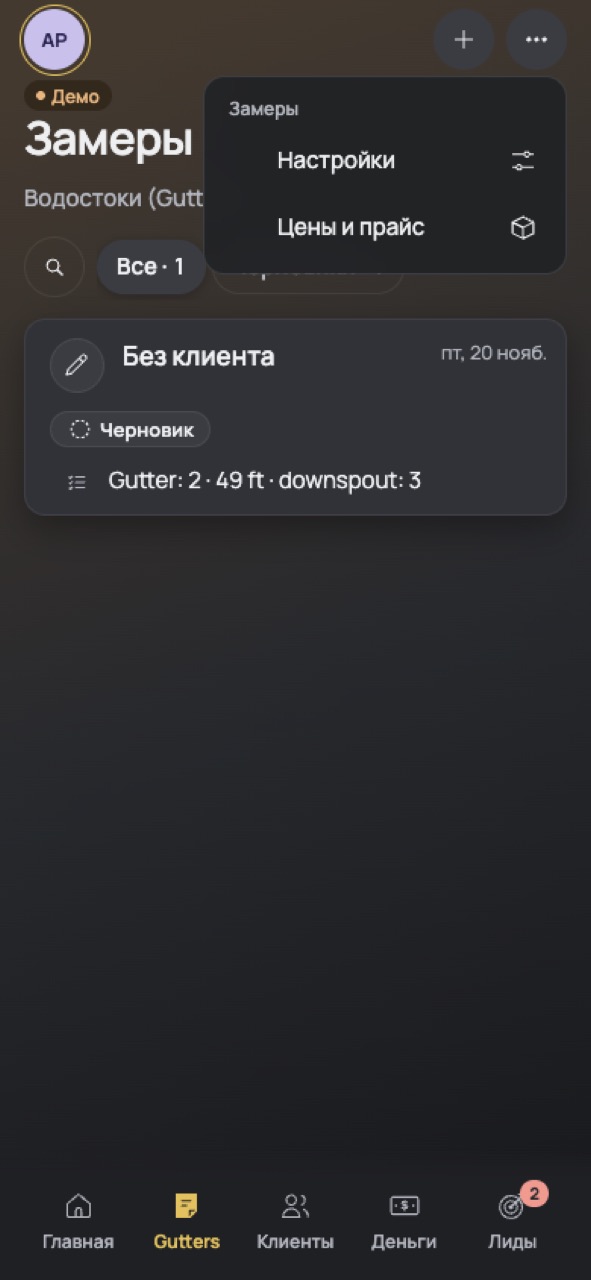 AP
Демо
Замеры
Замеры
Настройки
Водостоки (Gutt
Цены и прайс
Все · 1
Без клиента
пт, 20 нояб.
Черновик
Gutter: 2 · 49 ft · downspout: 3
2
Главная
Gutters
Клиенты
Деньги
Лиды